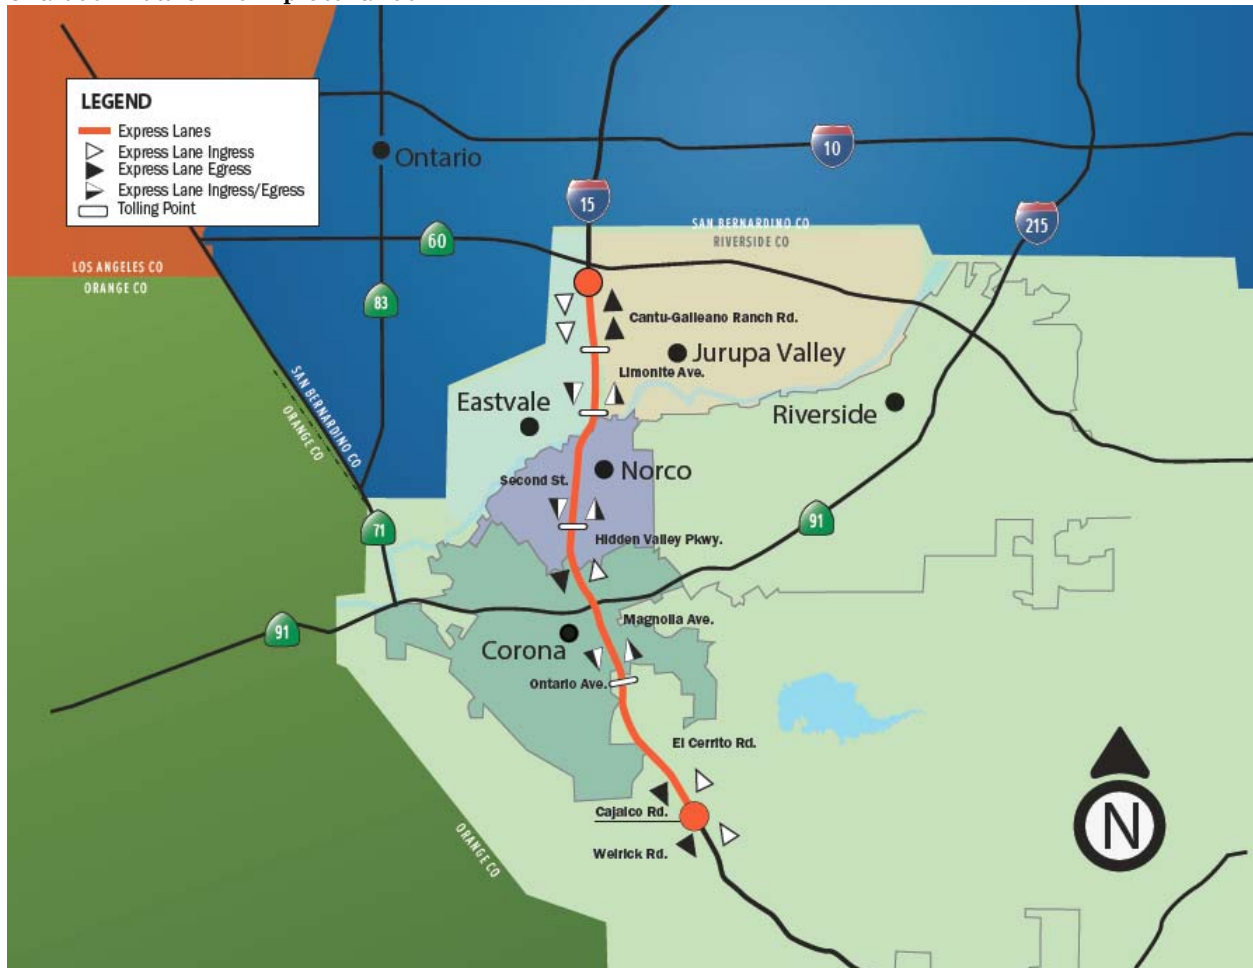 LEGEND
Express Lanes
Express Lane Ingress
Express Lane Egress
Express Lane Ingress/Egress
Tolling Point
Ontario
10
15
SAN BERNARDINO CO
RIVERSIDE CO
215
60
LOS ANGELES CO
ORANGE CO
83
Cantu-Galleano Ranch Rd.
Jurupa Valley
Limonite Ave.
SAN BERNARDINO CO
ORANGE CO
Eastvale
Riverside
Second St.
Norco
71
91
Hidden Valley Pkwy.
91
Magnolia Ave.
Corona
Ontario Ave.
El Cerrito Rd.
Cajalco Rd.
Weirick Rd.
ORANGE CO
N